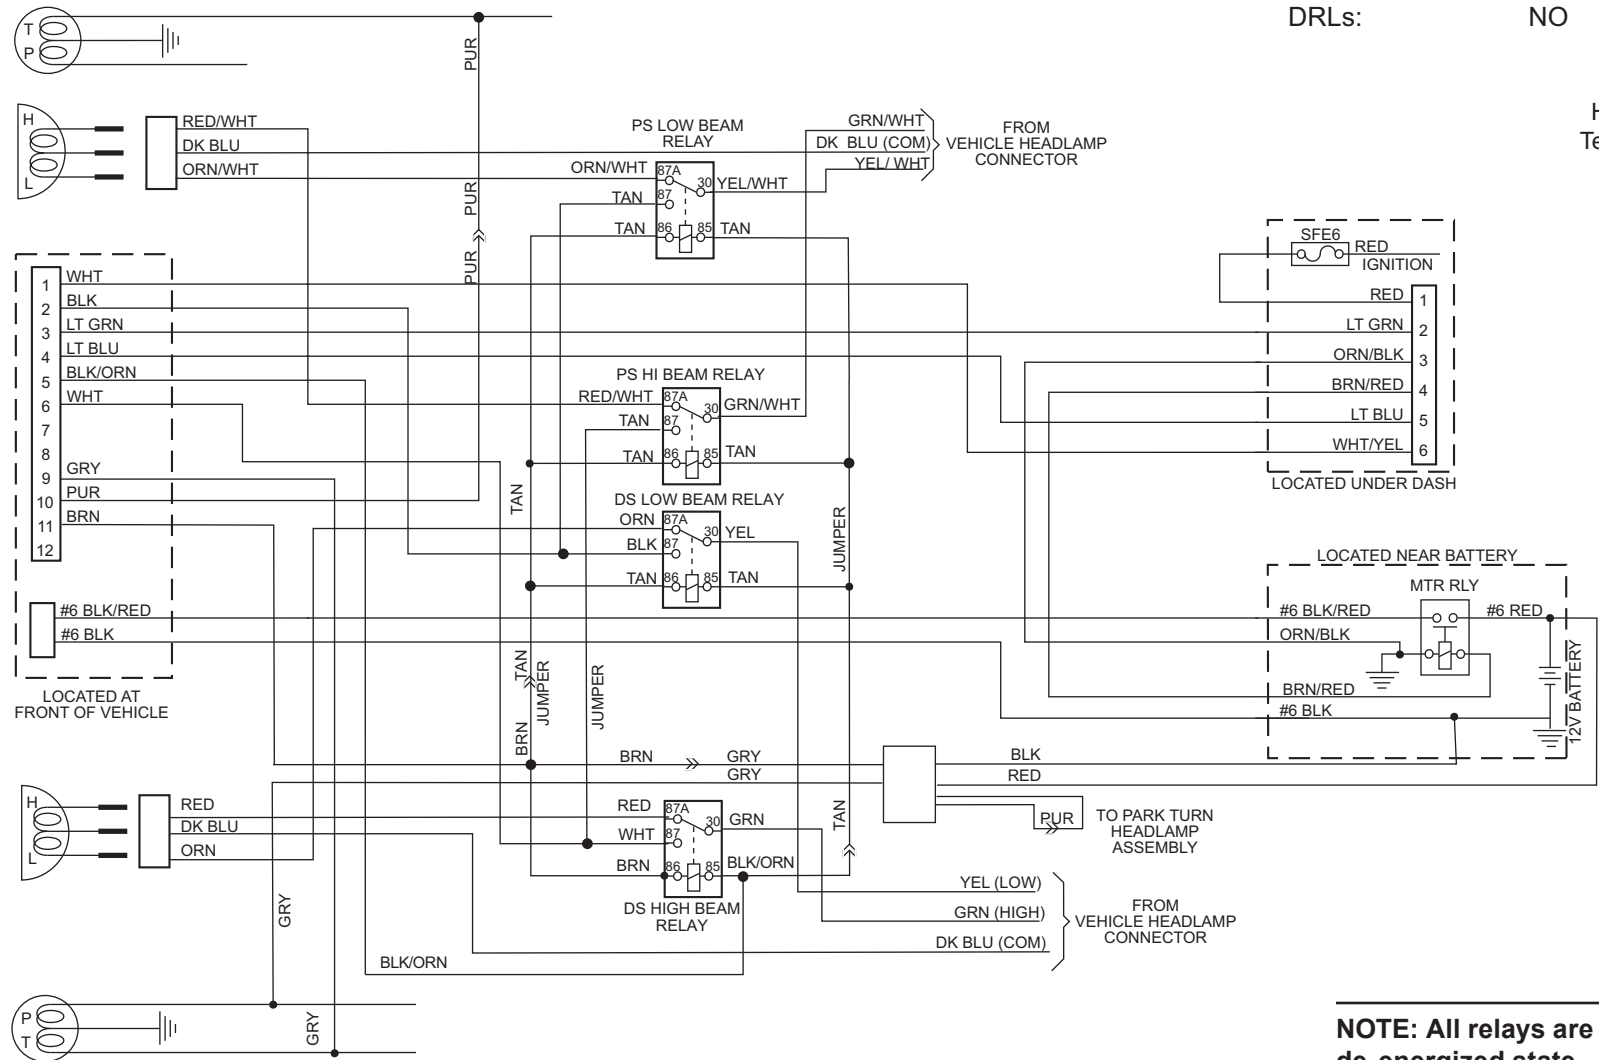 DRLs: NO
T
P
PUR
H
L
RED/WHT
DK BLU
ORN/WHT
PS LOW BEAM
RELAY
ORN/WHT
87A
30
YEL/WHT
TAN
87
TAN
86
85
TAN
GRN/WHT
DK BLU (COM)
YEL/ WHT
FROM
VEHICLE HEADLAMP
CONNECTOR
H
Te
PUR
PUR
1 WHT
2 BLK
3 LT GRN
4 LT BLU
5 BLK/ORN
6 WHT
7
8
9 GRY
10 PUR
11 BRN
12
#6 BLK/RED
#6 BLK
LOCATED AT
FRONT OF VEHICLE
PS HI BEAM RELAY
RED/WHT
87A
30
GRN/WHT
TAN
87
TAN
86
85
TAN
TAN
DS LOW BEAM RELAY
ORN
87A
30
YEL
BLK
87
TAN
86
85
TAN
JUMPER
SFE6
RED
IGNITION
RED 1
LT GRN 2
ORN/BLK 3
BRN/RED 4
LT BLU 5
WHT/YEL 6
LOCATED UNDER DASH
LOCATED NEAR BATTERY
MTR RLY
#6 BLK/RED
#6 RED
ORN/BLK
BRN/RED
#6 BLK
12V BATTERY
TAN
JUMPER
JUMPER
BRN
BRN
GRY
GRY
BLK
RED
PUR
TO PARK TURN
HEADLAMP
ASSEMBLY
H
L
RED
DK BLU
ORN
RED
87A
30
GRN
WHT
87
BRN
86
85
BLK/ORN
TAN
DS HIGH BEAM
RELAY
YEL (LOW)
GRN (HIGH)
DK BLU (COM)
FROM
VEHICLE HEADLAMP
CONNECTOR
GRY
BLK/ORN
P
T
GRY
NOTE: All relays are
de-energized state